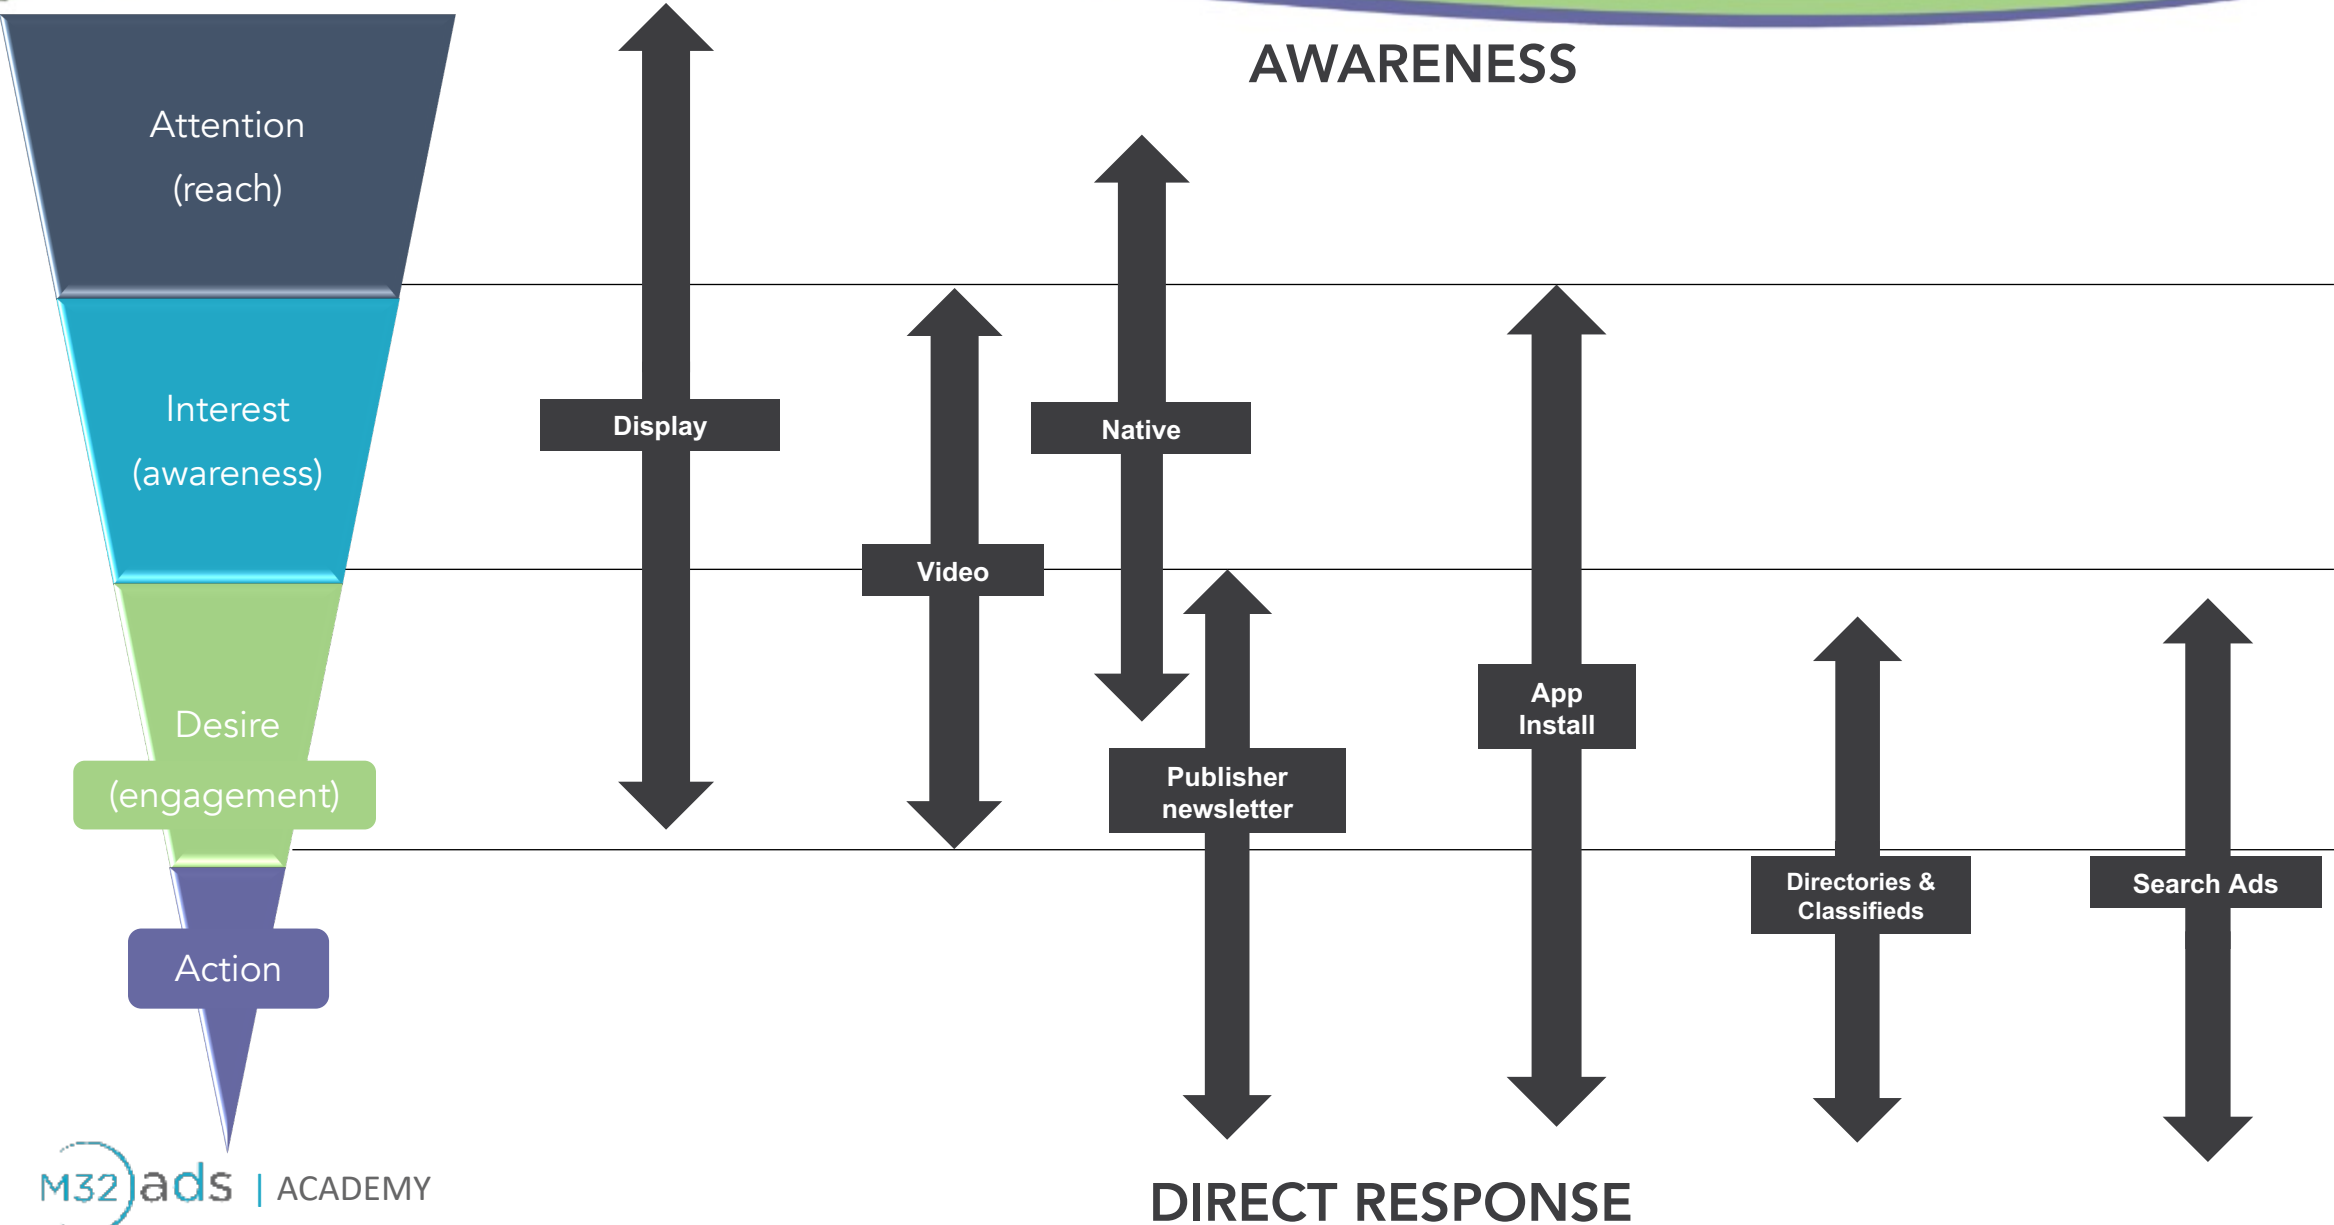 AWARENESS
Attention
(reach)
Interest
(awareness)
Desire
(engagement)
Action
Display
Video
Native
Publisher
newsletter
App
Install
Directories &
Classifieds
Search Ads
DIRECT RESPONSE
M32 ads | ACADEMY